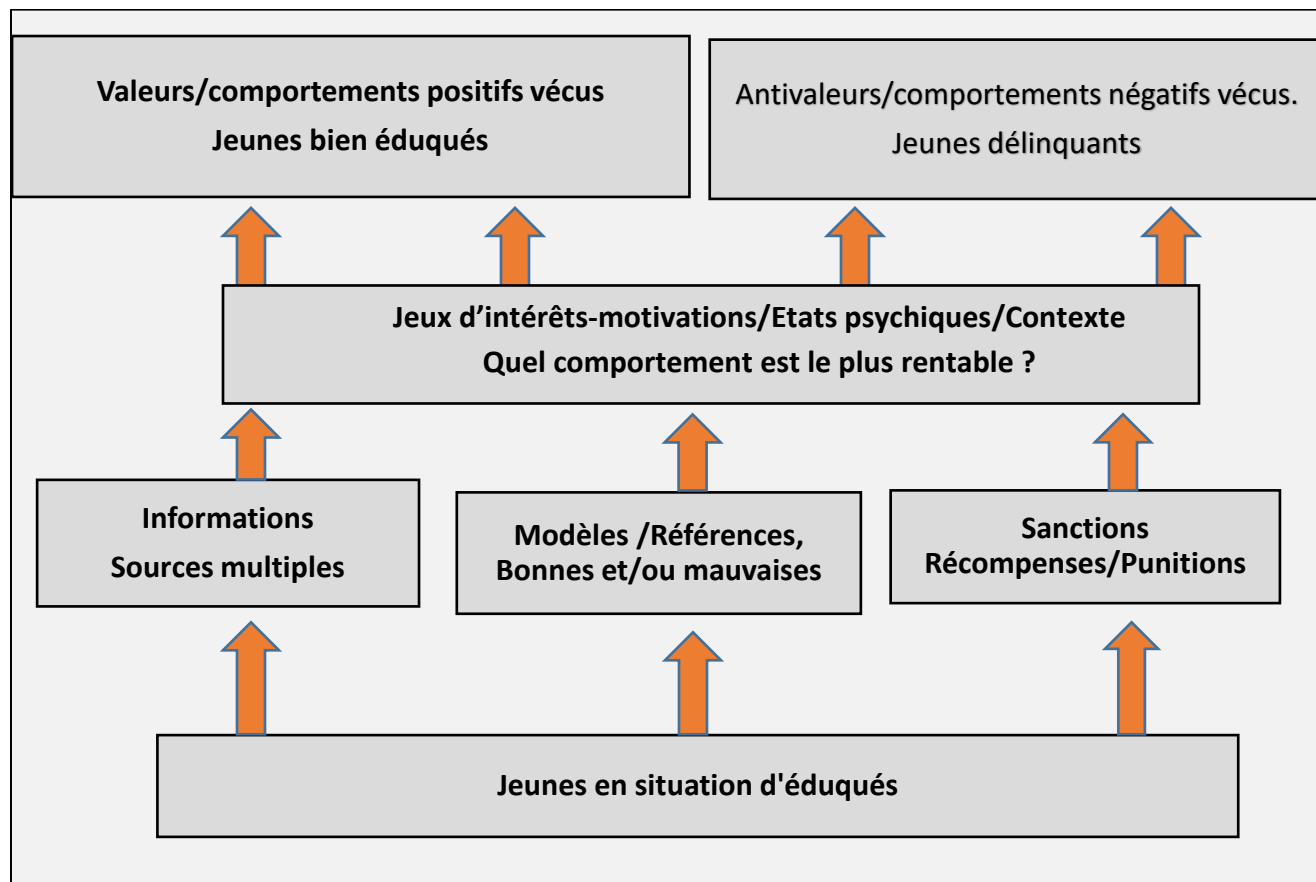 Valeurs/comportements positifs vécus
Jeunes bien éduqués
Antivaleurs/comportements négatifs vécus.
Jeunes délinquants
Jeux d’intérêts-motivations/Etats psychiques/Contexte
Quel comportement est le plus rentable ?
Informations
Sources multiples
Modèles /Références,
Bonnes et/ou mauvaises
Sanctions
Récompenses/Punitions
Jeunes en situation d'éduqués